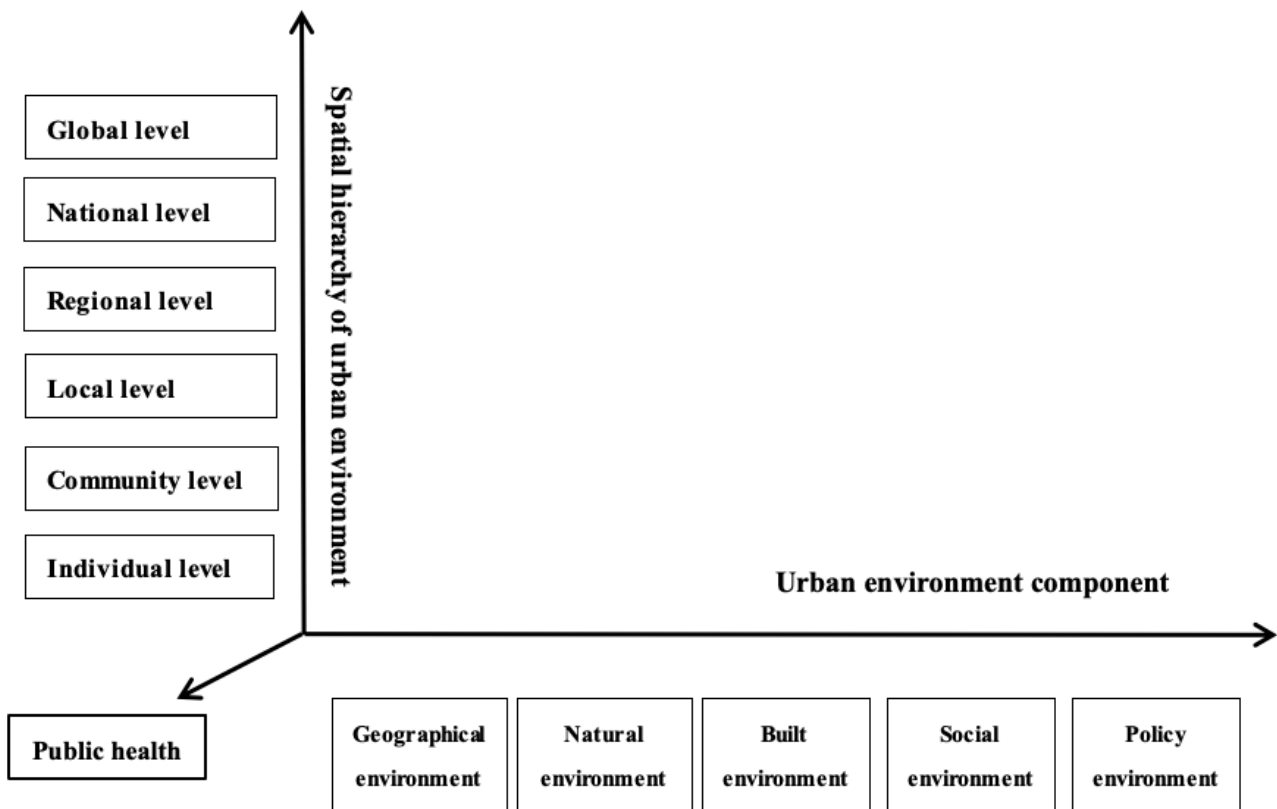 Global level
National level
Regional level
Local level
Community level
Individual level
Spatial hierarchy of urban environment
Urban environment component
Public health
Geographical
environment
Natural
environment
Built
environment
Social
environment
Policy
environment